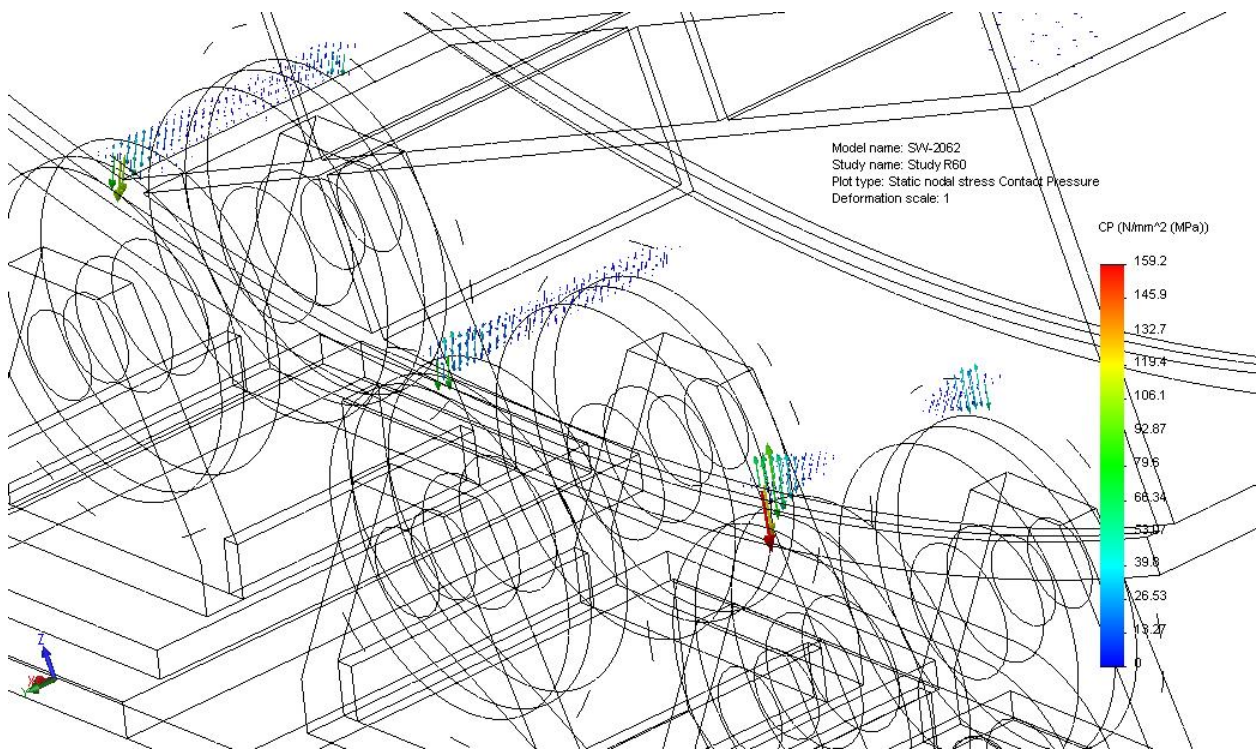 Model name: SW-2062
Study name: Study R60
Plot type: Static nodal stress Contact Pressure
Deformation scale: 1
CP (N/mm^2 (MPa))
159.2
145.9
132.7
119.4
106.1
92.87
79.6
66.34
53.07
39.8
26.53
13.27
0
Z
X
Y